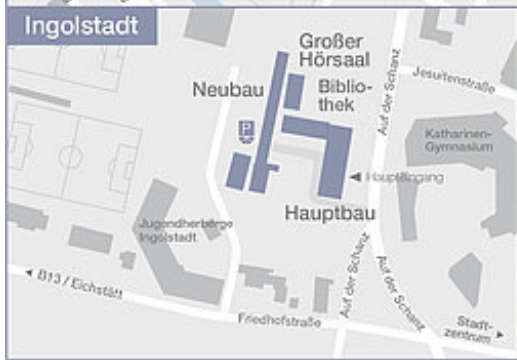 Ingolstadt
Großer
Hörsaal
Neubau
Biblio-
thek
P
Auf der Schanz
Jesuitenstraße
Katharinen-
Gymnasium
Haupteingang
Hauptbau
Jugendherberge
Ingolstadt
Auf der Schanz
Auf der Schanz
B13 / Eichstätt
Friedhofstraße
Stadt-
zentrum